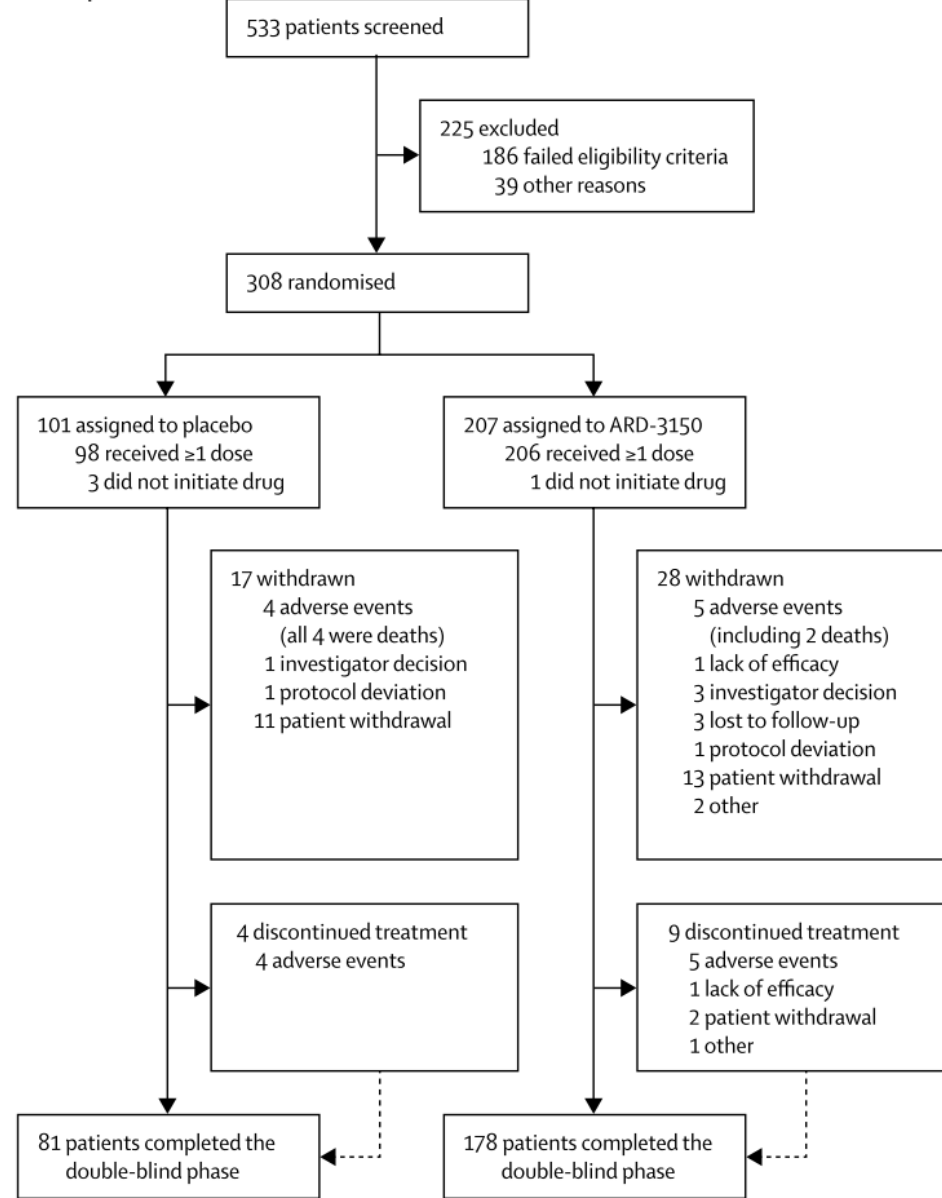 533 patients screened
225 excluded
186 failed eligibility criteria
39 other reasons
308 randomised
101 assigned to placebo
98 received ≥1 dose
3 did not initiate drug
207 assigned to ARD-3150
206 received ≥1 dose
1 did not initiate drug
17 withdrawn
4 adverse events
(all 4 were deaths)
1 investigator decision
1 protocol deviation
11 patient withdrawal
28 withdrawn
5 adverse events
(including 2 deaths)
1 lack of efficacy
3 investigator decision
3 lost to follow-up
1 protocol deviation
13 patient withdrawal
2 other
4 discontinued treatment
4 adverse events
9 discontinued treatment
5 adverse events
1 lack of efficacy
2 patient withdrawal
1 other
81 patients completed the
double-blind phase
178 patients completed the
double-blind phase